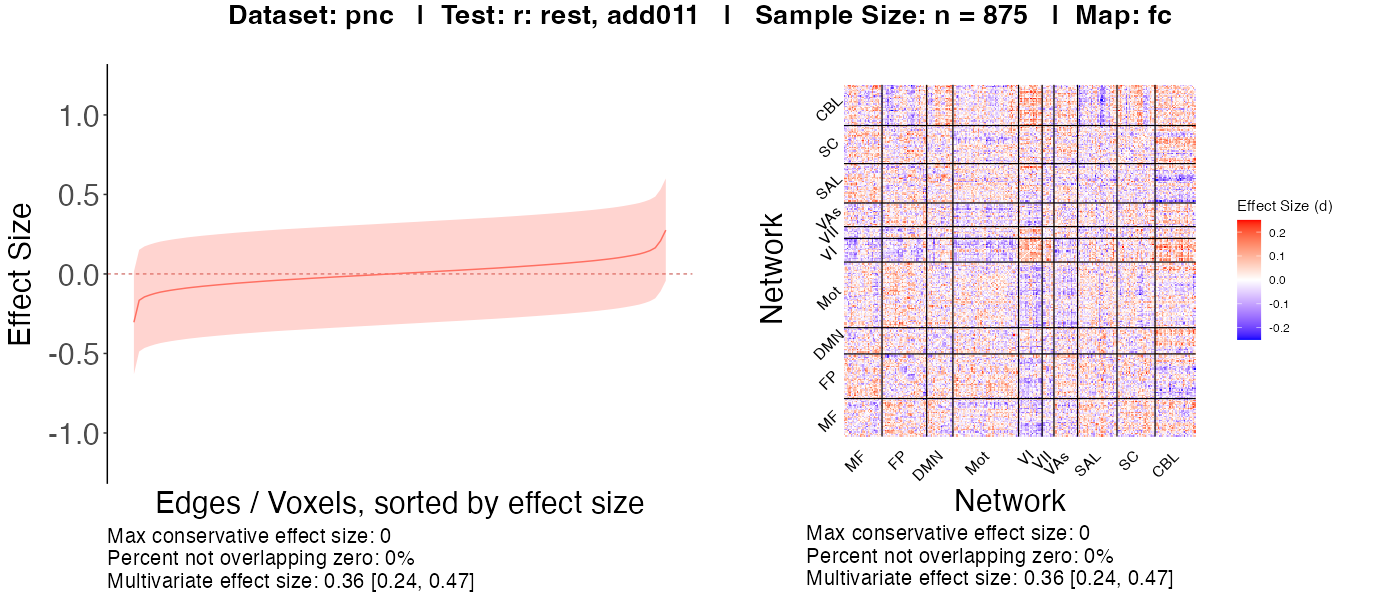 Dataset: pnc | Test: r: rest, add011 | Sample Size: n = 875 | Map: fc
Effect Size
1.0
0.5
0.0
-0.5
-1.0
Edges / Voxels, sorted by effect size
Max conservative effect size: 0
Percent not overlapping zero: 0%
Multivariate effect size: 0.36 [0.24, 0.47]
Network
CBL
SC
SAL
VAs
VII
VI
Mot
DMN
FP
MF
MF
FP
DMN
Mot
VI
VII
VAs
SAL
SC
CBL
Network
Max conservative effect size: 0
Percent not overlapping zero: 0%
Multivariate effect size: 0.36 [0.24, 0.47]
Effect Size (d)
0.2
0.1
0.0
-0.1
-0.2